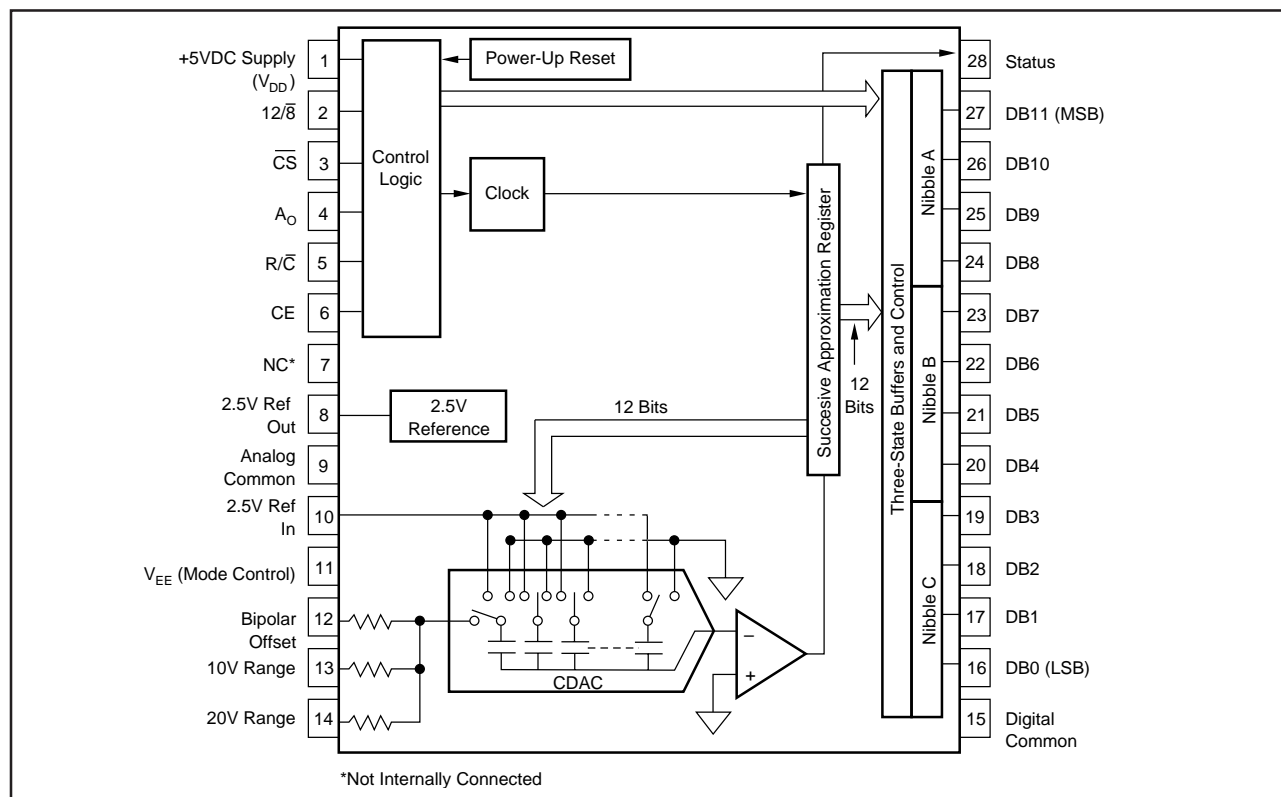 +5VDC Supply
(VDD)
1
12/8̅
2
C̅S̅
3
AO
4
R/C̅
5
CE
6
NC*
7
2.5V Ref
Out
8
Analog
Common
9
2.5V Ref
In
10
VEE (Mode Control)
11
Bipolar
Offset
12
10V Range
13
20V Range
14
Control
Logic
Power-Up Reset
Clock
2.5V
Reference
12 Bits
CDAC
−
+
Succesive Approximation Register
12
Bits
Three-State Buffers and Control
Nibble A
Nibble B
Nibble C
28
Status
27
DB11 (MSB)
26
DB10
25
DB9
24
DB8
23
DB7
22
DB6
21
DB5
20
DB4
19
DB3
18
DB2
17
DB1
16
DB0 (LSB)
15
Digital
Common
*Not Internally Connected